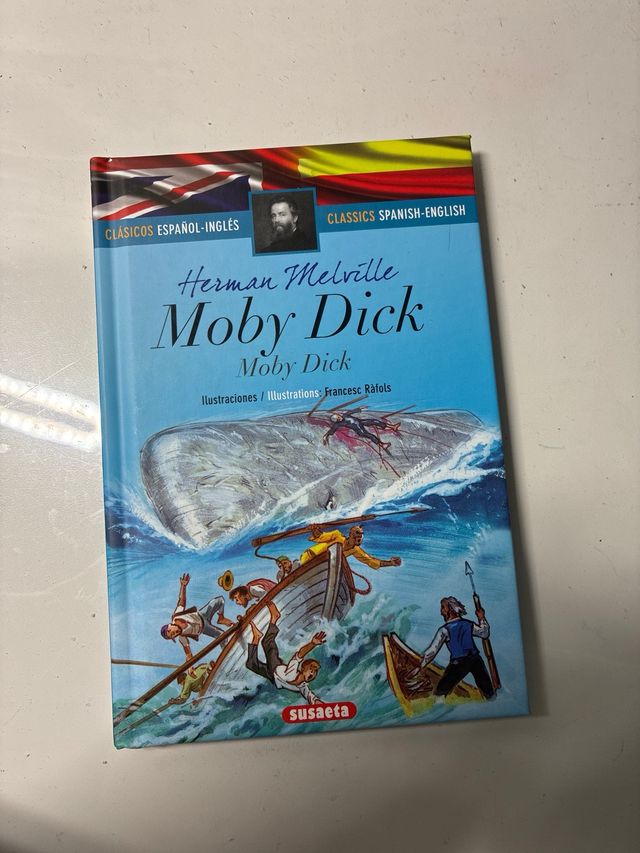 CLÁSICOS ESPAÑOL-INGLÉS
CLASSICS SPANISH-ENGLISH
Herman Melville
Moby Dick
Moby Dick
Ilustraciones / Illustrations: Francesc Ràfols
susaeta